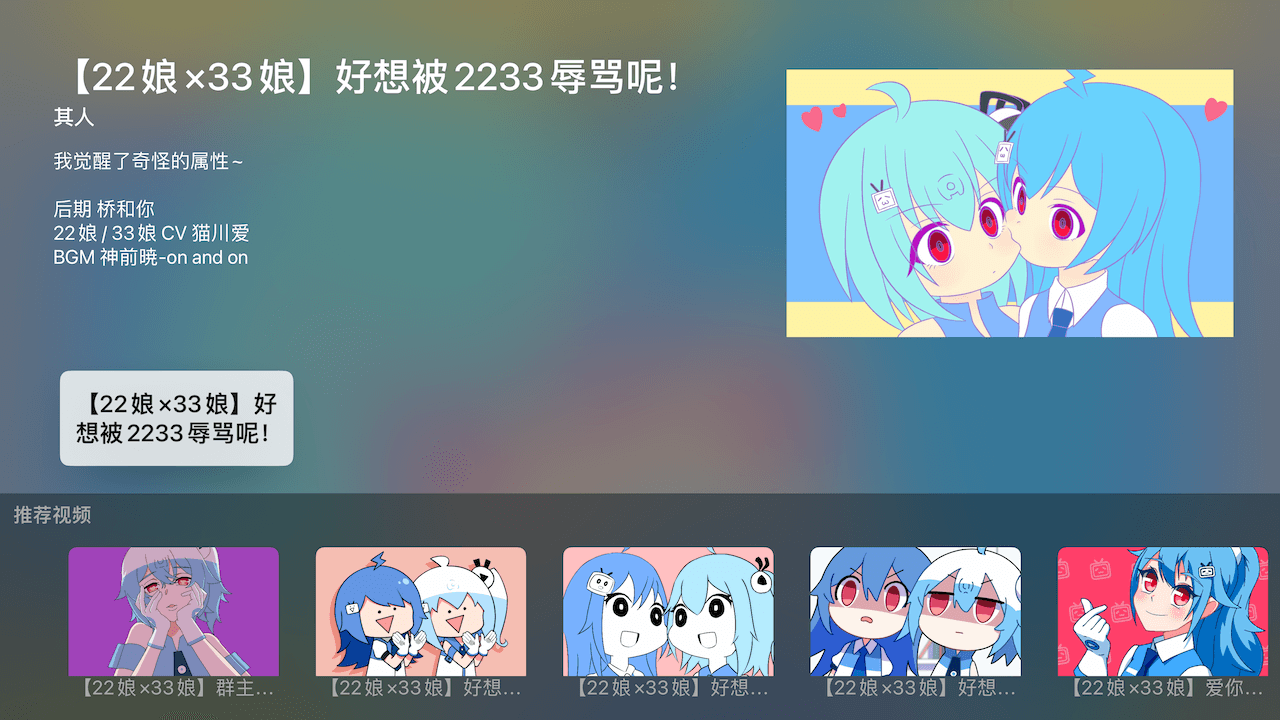 【22娘×33娘】好想被2233辱骂呢！
其人
我觉醒了奇怪的属性~
后期 桥和你
22娘/33娘 CV 猫川爱
BGM 神前暁-on and on
【22娘×33娘】好
想被2233辱骂呢！
推荐视频
【22娘×33娘】群主...
【22娘×33娘】好想...
【22娘×33娘】好想...
【22娘×33娘】好想...
【22娘×33娘】爱你...